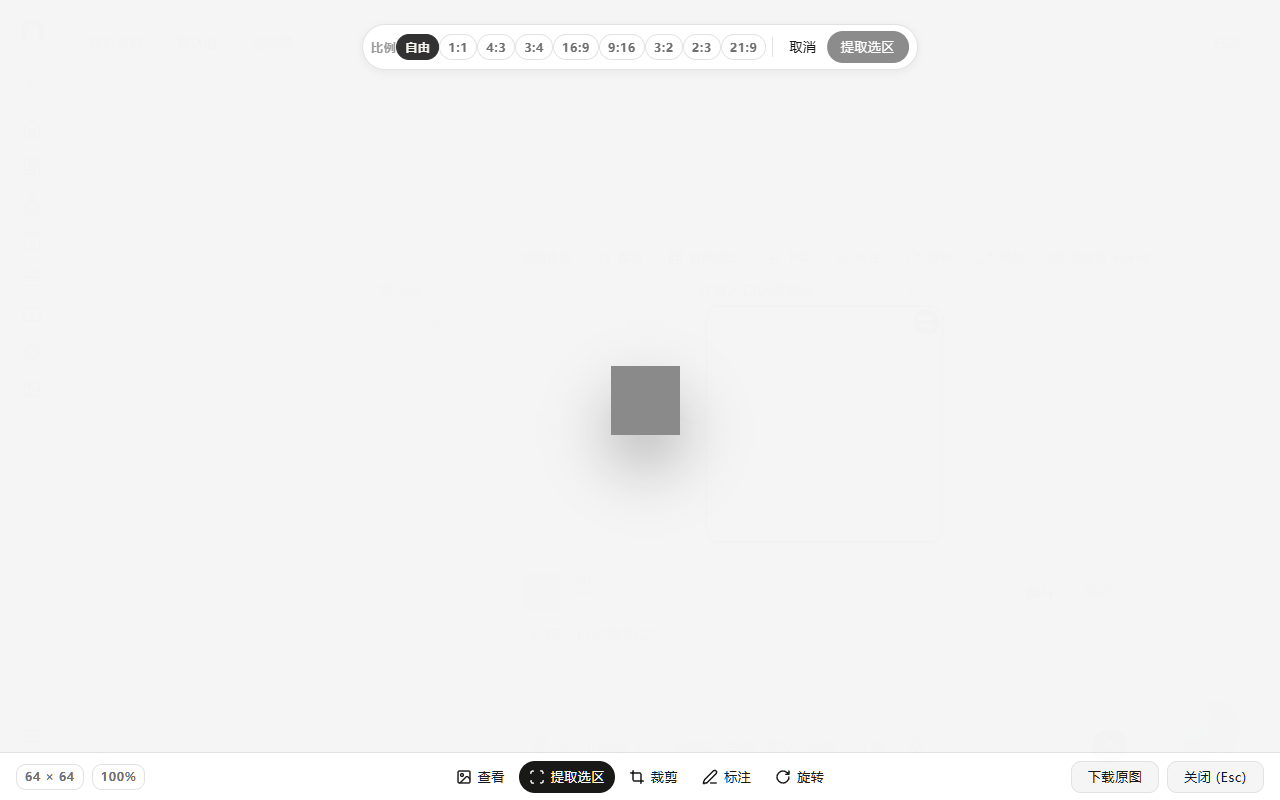 比例 自由 1:1 4:3 3:4 16:9 9:16 3:2 2:3 21:9 取消 提取选区
64 × 64 100% 查看 提取选区 裁剪 标注 旋转 下载原图 关闭 (Esc)